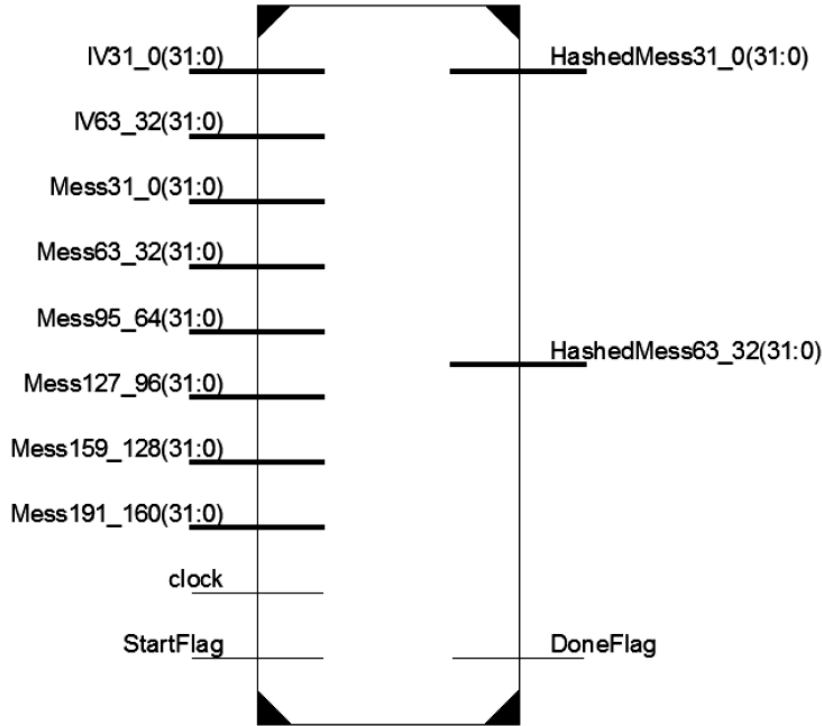 IV31_0(31:0)
HashedMess31_0(31:0)
IV63_32(31:0)
Mess31_0(31:0)
Mess63_32(31:0)
Mess95_64(31:0)
HashedMess63_32(31:0)
Mess127_96(31:0)
Mess159_128(31:0)
Mess191_160(31:0)
clock
StartFlag
DoneFlag